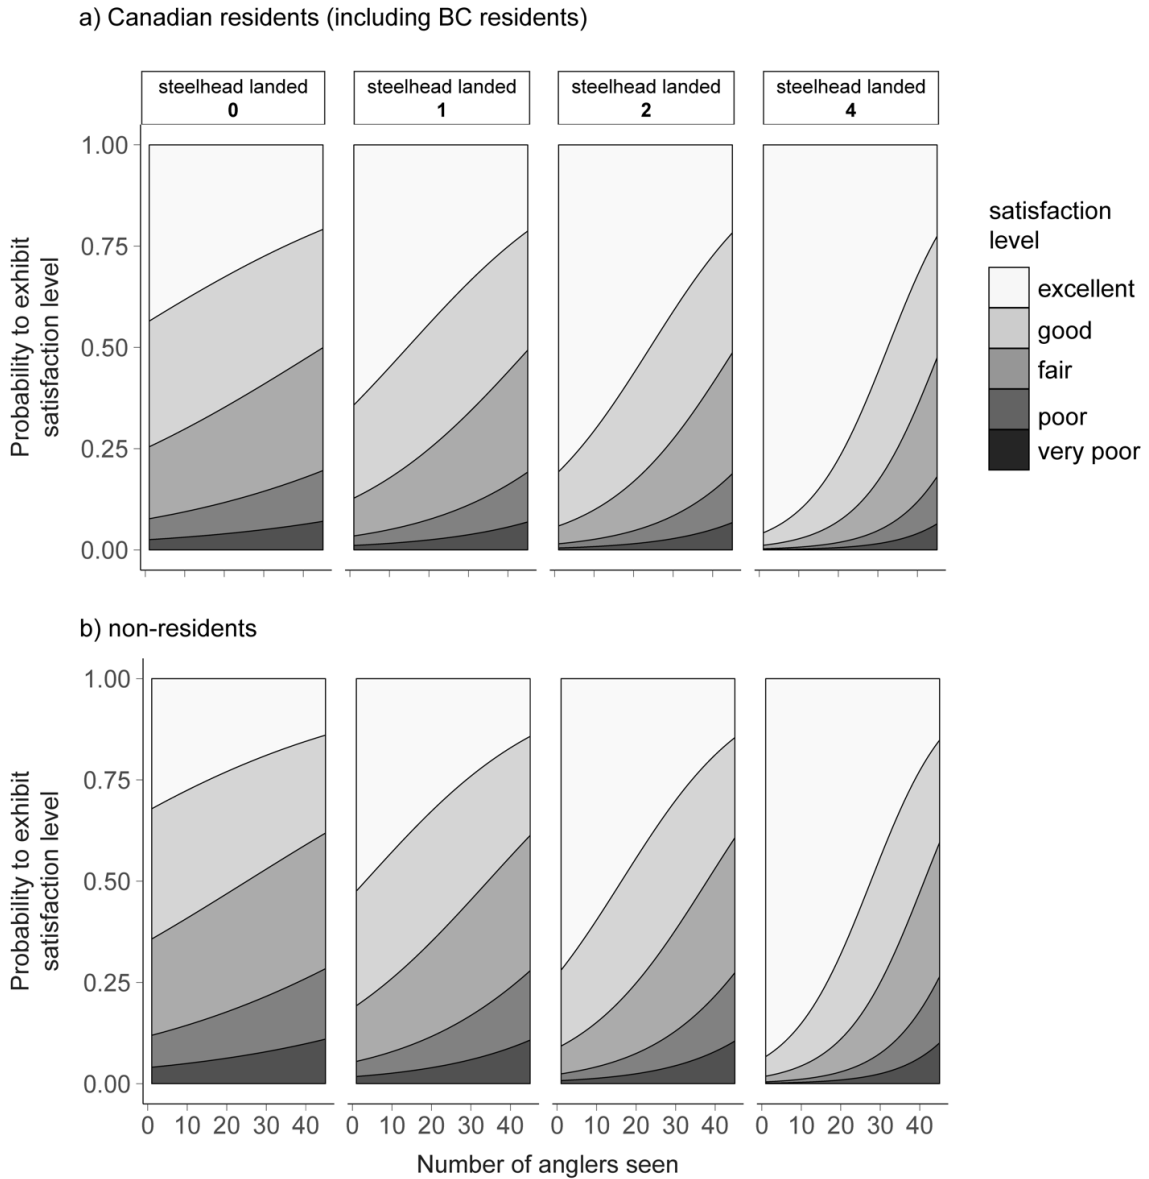 a) Canadian residents (including BC residents)
steelhead landed
0
steelhead landed
1
steelhead landed
2
steelhead landed
4
Probability to exhibit
satisfaction level
1.00
0.75
0.50
0.25
0.00
satisfaction
level
excellent
good
fair
poor
very poor
b) non-residents
Probability to exhibit
satisfaction level
1.00
0.75
0.50
0.25
0.00
0 10 20 30 40 0 10 20 30 40 0 10 20 30 40 0 10 20 30 40
Number of anglers seen